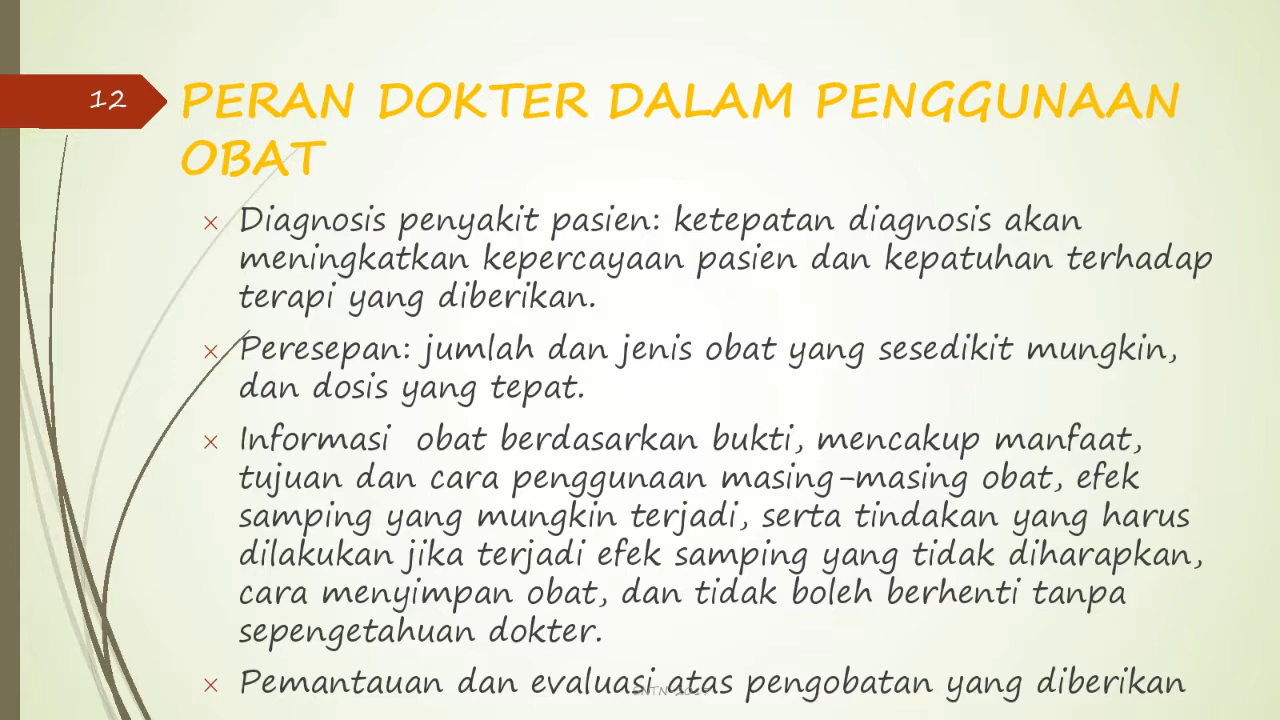 12
PERAN DOKTER DALAM PENGGUNAAN
OBAT
× Diagnosis penyakit pasien: ketepatan diagnosis akan
meningkatkan kepercayaan pasien dan kepatuhan terhadap
terapi yang diberikan.
× Peresepan: jumlah dan jenis obat yang sesedikit mungkin,
dan dosis yang tepat.
× Informasi obat berdasarkan bukti, mencakup manfaat,
tujuan dan cara penggunaan masing-masing obat, efek
samping yang mungkin terjadi, serta tindakan yang harus
dilakukan jika terjadi efek samping yang tidak diharapkan,
cara menyimpan obat, dan tidak boleh berhenti tanpa
sepengetahuan dokter.
× Pemantauan dan evaluasi atas pengobatan yang diberikan